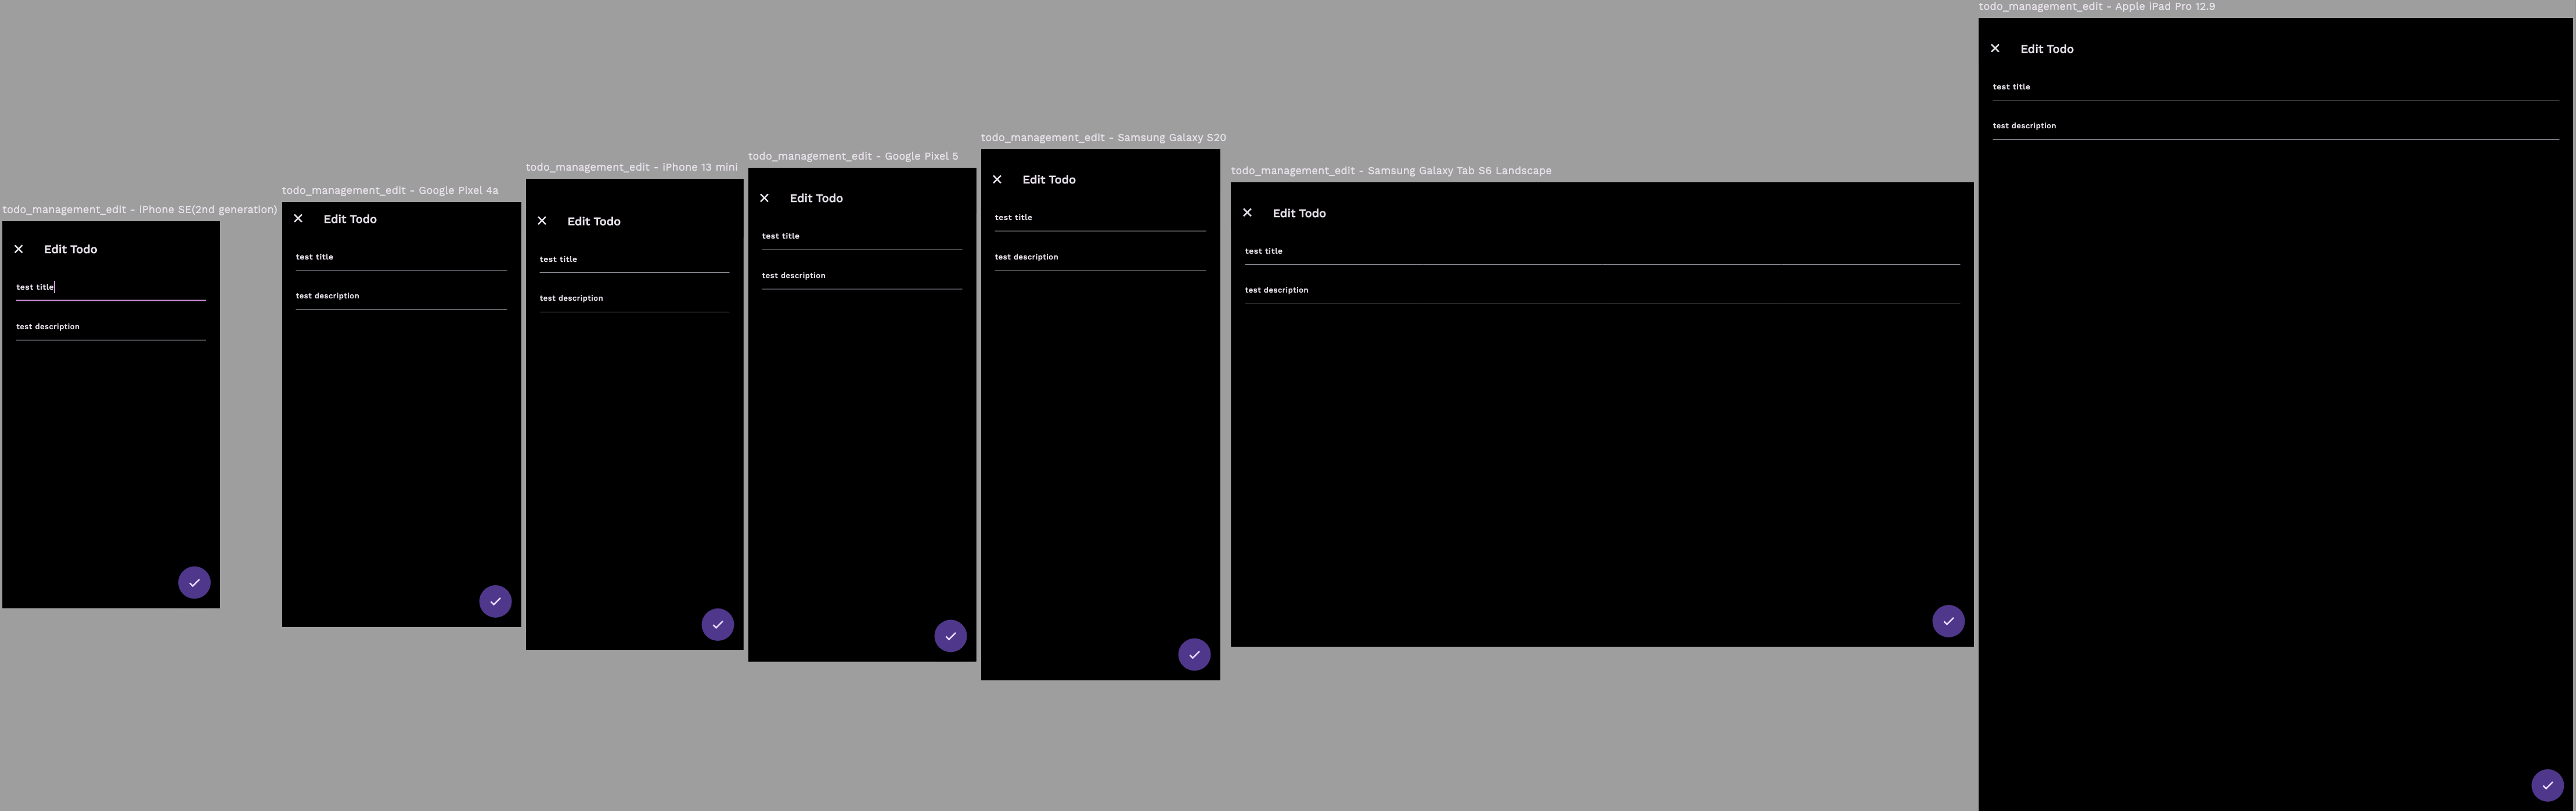 todo_management_edit - iPhone SE(2nd generation)
Edit Todo
test title
test description
todo_management_edit - Google Pixel 4a
Edit Todo
test title
test description
todo_management_edit - iPhone 13 mini
Edit Todo
test title
test description
todo_management_edit - Google Pixel 5
Edit Todo
test title
test description
todo_management_edit - Samsung Galaxy S20
Edit Todo
test title
test description
todo_management_edit - Samsung Galaxy Tab S6 Landscape
Edit Todo
test title
test description
todo_management_edit - Apple iPad Pro 12.9
Edit Todo
test title
test description